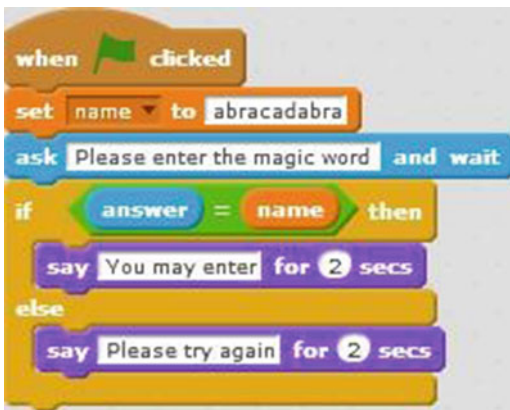 when clicked
set name to abracadabra
ask Please enter the magic word and wait
if answer = name then
say You may enter for 2 secs
else
say Please try again for 2 secs